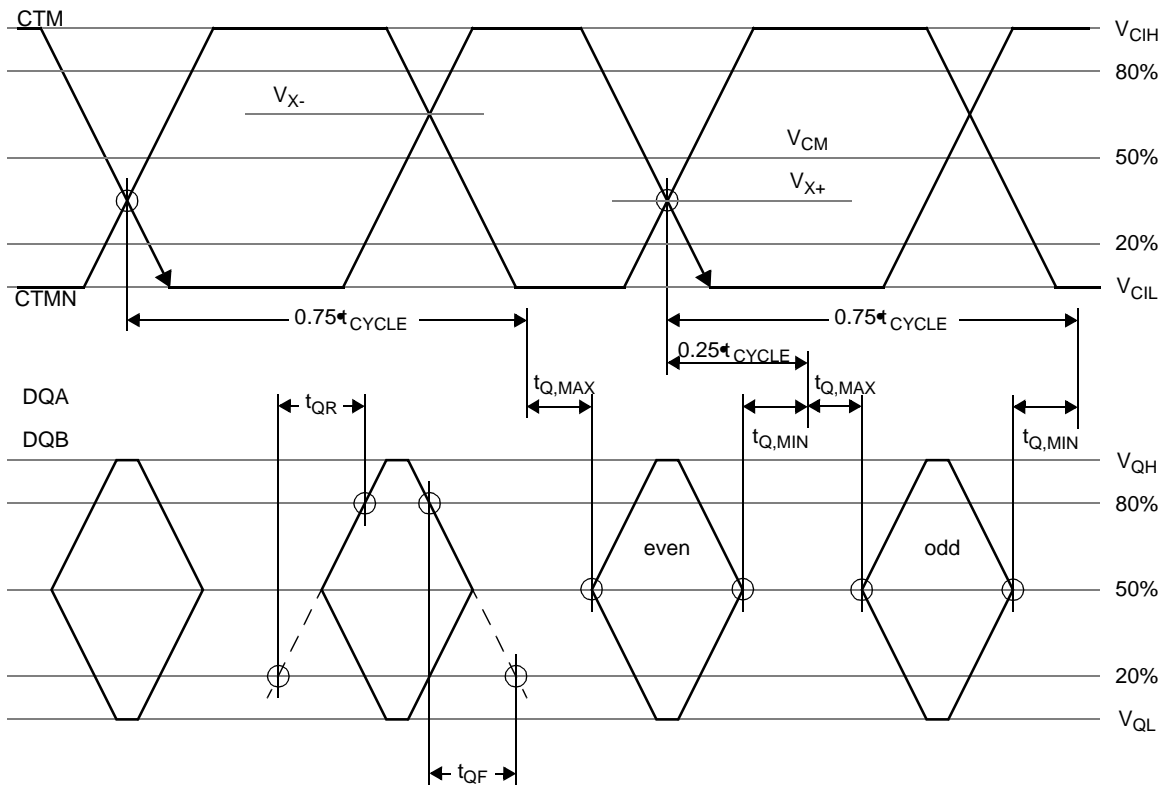 CTM
V_CIH
80%
V_X-
V_CM
50%
V_X+
20%
CTMN
V_CIL
0.75•t_CYCLE
0.75•t_CYCLE
0.25•t_CYCLE
t_Q,MAX
t_Q,MAX
DQA
t_QR
DQB
t_Q,MIN
t_Q,MIN
V_QH
80%
even
odd
50%
20%
V_QL
t_QF